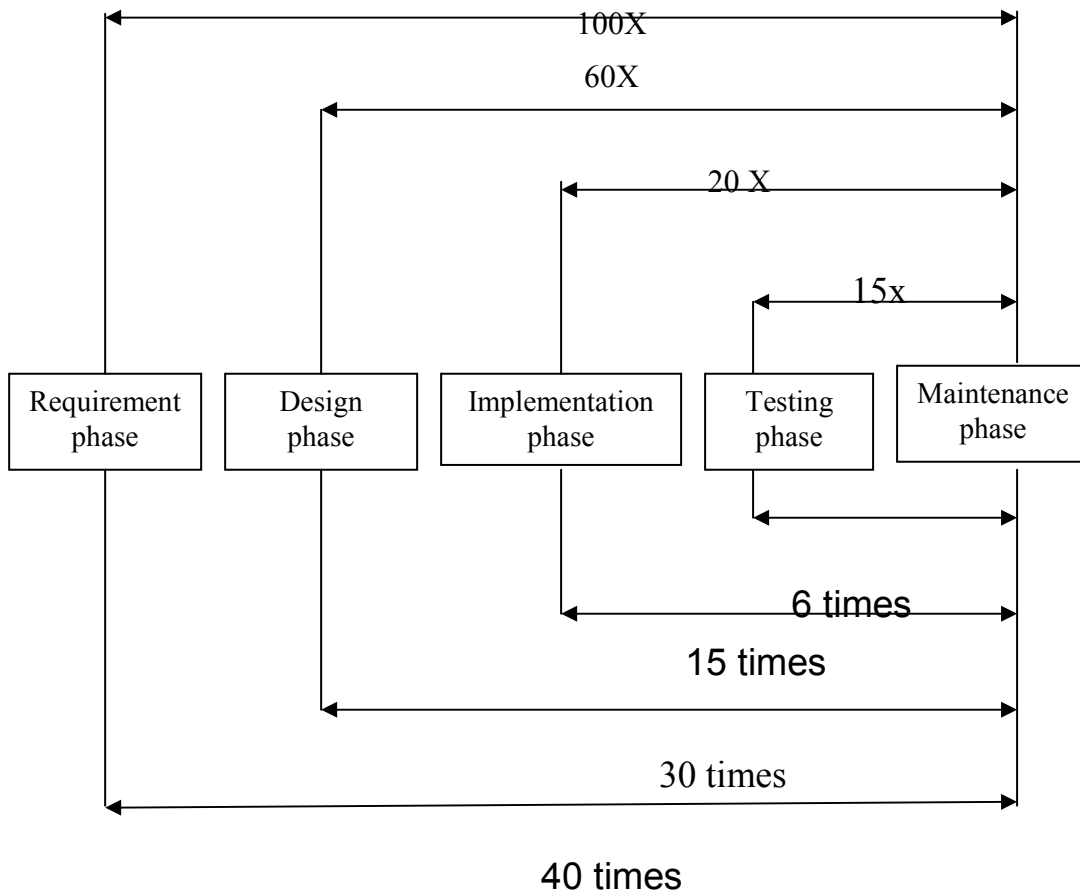 100X
60X
20 X
15x
Requirement
phase
Design
phase
Implementation
phase
Testing
phase
Maintenance
phase
6 times
15 times
30 times
40 times